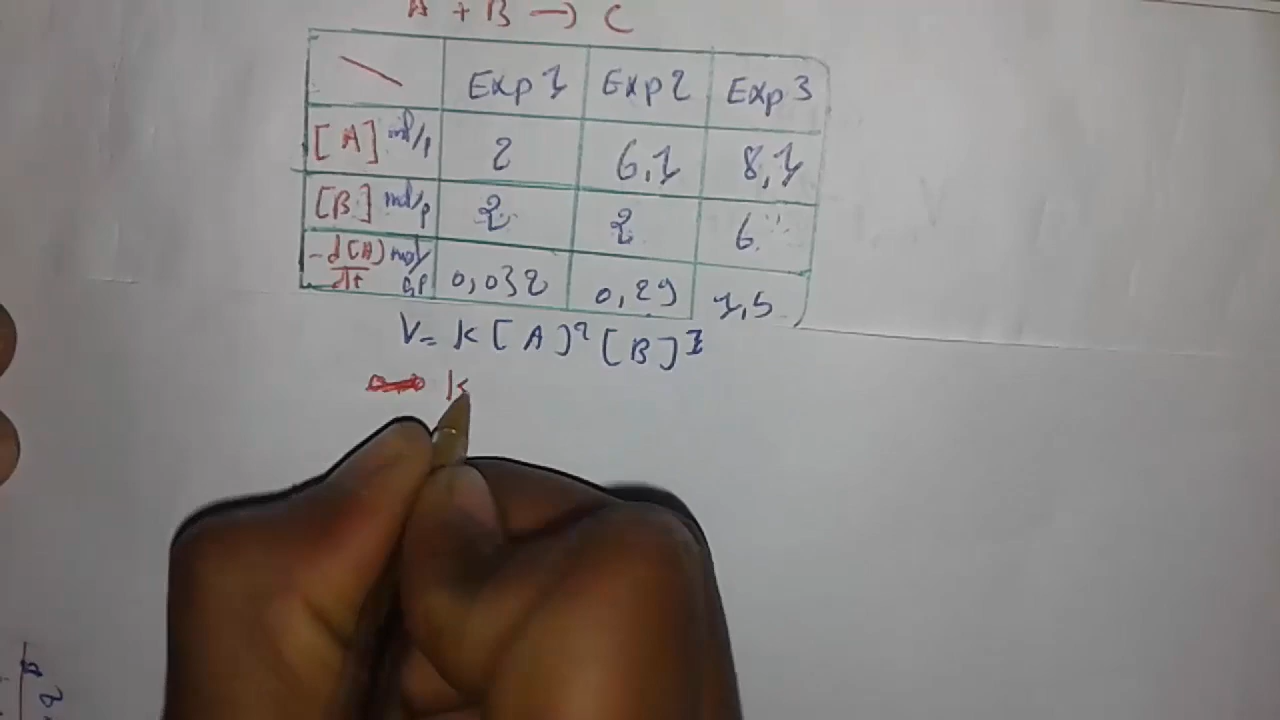 A + B → C
Exp 1 Exp 2 Exp 3
[A] mol/l 2 6,1 8,1
[B] mol/l 2 2 6
-d[A]/dt 0,032 0,29 1,5
V= K[A]² [B]¹
K